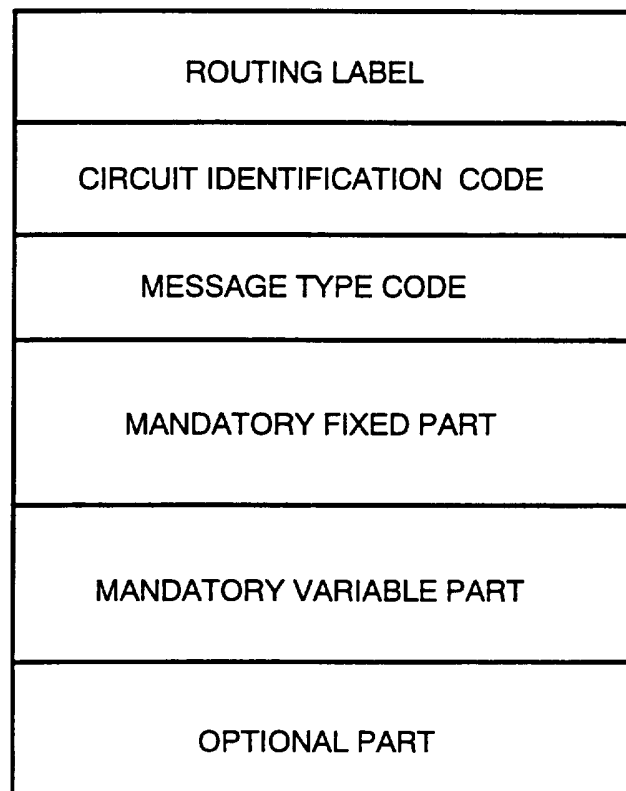 ROUTING LABEL
CIRCUIT IDENTIFICATION CODE
MESSAGE TYPE CODE
MANDATORY FIXED PART
MANDATORY VARIABLE PART
OPTIONAL PART